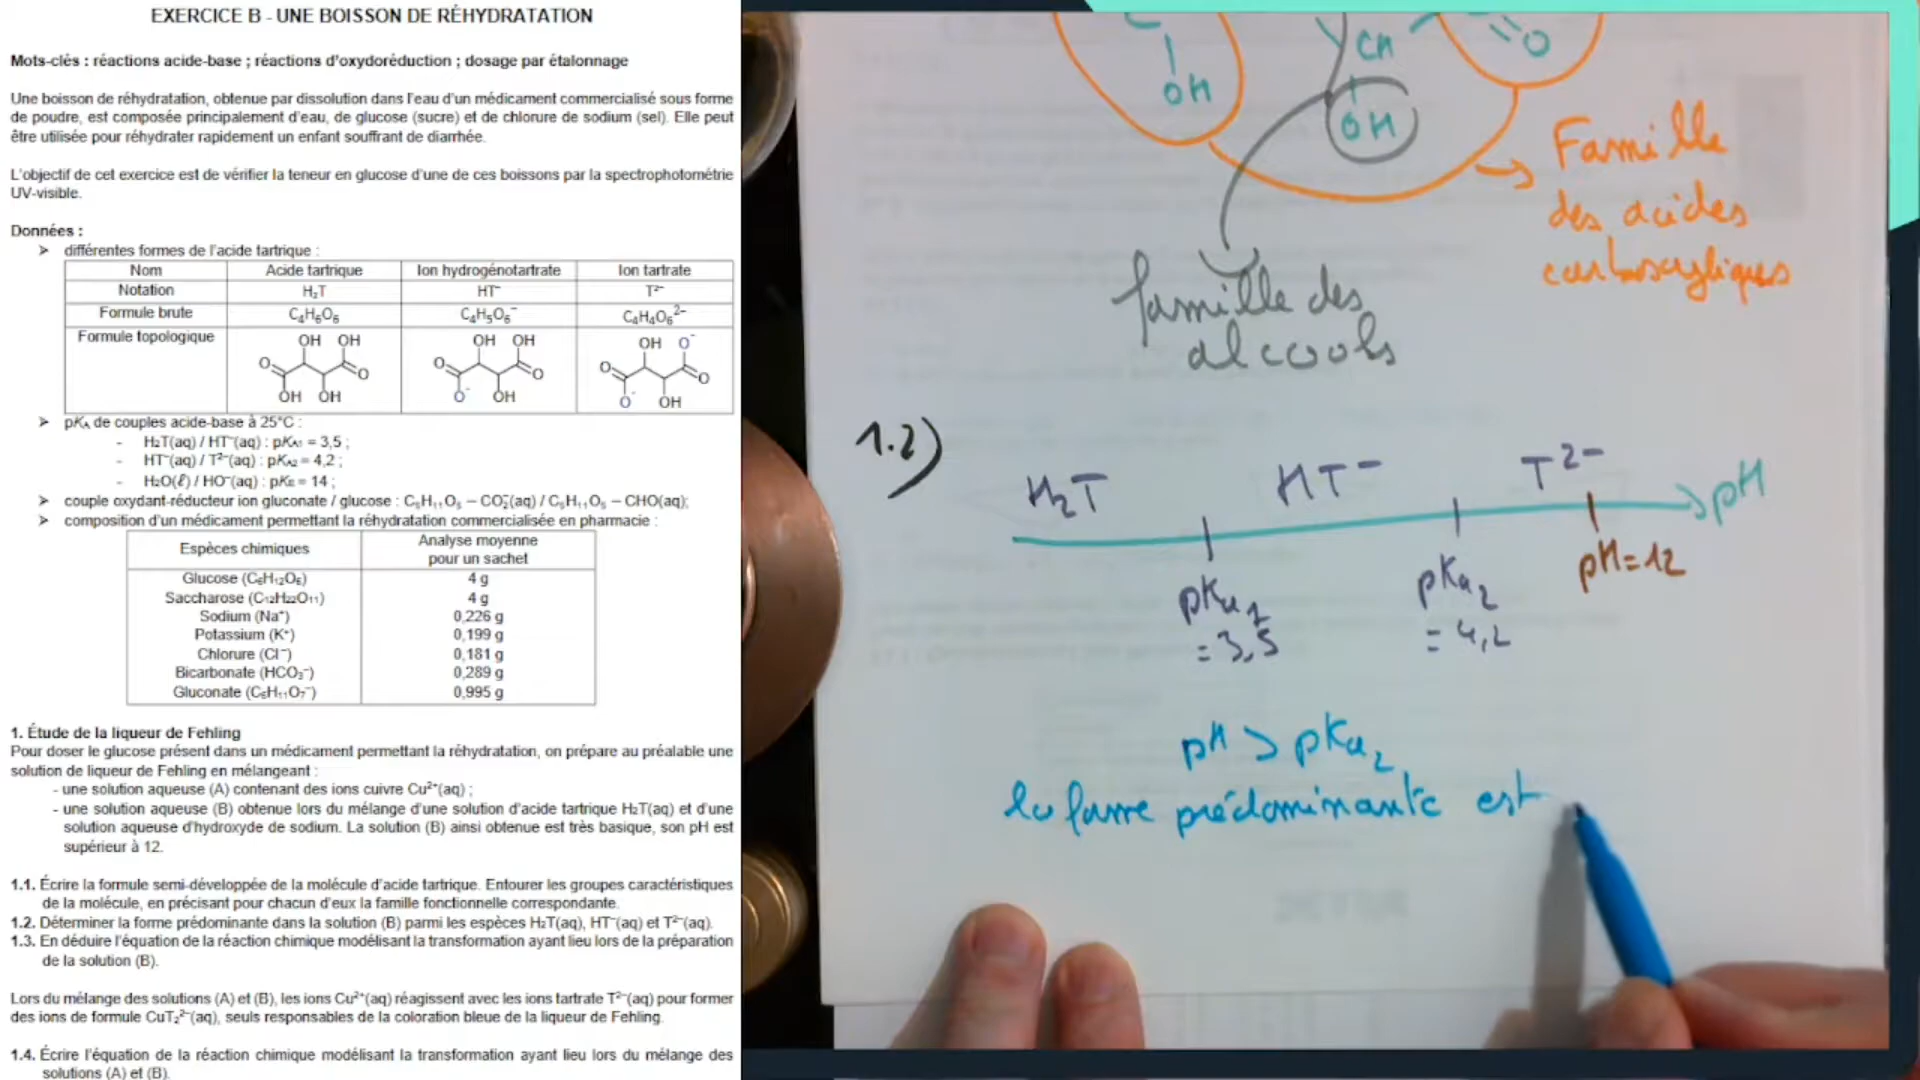 EXERCICE B - UNE BOISSON DE RÉHYDRATATION
Mots-clés : réactions acide-base ; réactions d'oxydoréduction ; dosage par étalonnage
Une boisson de réhydratation, obtenue par dissolution dans l'eau d'un médicament commercialisé sous forme
de poudre, est composée principalement d'eau, de glucose (sucre) et de chlorure de sodium (sel). Elle peut
être utilisée pour réhydrater rapidement un enfant souffrant de diarrhée.
L'objectif de cet exercice est de vérifier la teneur en glucose d'une de ces boissons par la spectrophotométrie
UV-visible.
Données :
➤ différentes formes de l'acide tartrique :
Nom Acide tartrique Ion hydrogénotartrate Ion tartrate
Notation H₂T HT⁻ T²⁻
Formule brute C₄H₆O₆ C₄H₅O₆⁻ C₄H₄O₆²⁻
Formule topologique
OH OH OH OH OH O⁻
O O O O O O
OH OH O⁻ OH O⁻ OH
➤ pKA de couples acide-base à 25°C :
- H₂T(aq) / HT⁻(aq) : pKA1 = 3,5 ;
- HT⁻(aq) / T²⁻(aq) : pKA2 = 4,2 ;
- H₂O(ℓ) / HO⁻(aq) : pKe = 14 ;
➤ couple oxydant-réducteur ion gluconate / glucose : C₅H₁₁O₅ – CO₂⁻(aq) / C₅H₁₁O₅ – CHO(aq);
➤ composition d'un médicament permettant la réhydratation commercialisée en pharmacie :
Espèces chimiques Analyse moyenne
pour un sachet
Glucose (C₆H₁₂O₆) 4 g
Saccharose (C₁₂H₂₂O₁₁) 4 g
Sodium (Na⁺) 0,226 g
Potassium (K⁺) 0,199 g
Chlorure (Cl⁻) 0,181 g
Bicarbonate (HCO₃⁻) 0,289 g
Gluconate (C₆H₁₁O₇⁻) 0,995 g
1. Étude de la liqueur de Fehling
Pour doser le glucose présent dans un médicament permettant la réhydratation, on prépare au préalable une
solution de liqueur de Fehling en mélangeant :
- une solution aqueuse (A) contenant des ions cuivre Cu²⁺(aq) ;
- une solution aqueuse (B) obtenue lors du mélange d'une solution d'acide tartrique H₂T(aq) et d'une
solution aqueuse d'hydroxyde de sodium. La solution (B) ainsi obtenue est très basique, son pH est
supérieur à 12.
1.1. Écrire la formule semi-développée de la molécule d'acide tartrique. Entourer les groupes caractéristiques
de la molécule, en précisant pour chacun d'eux la famille fonctionnelle correspondante.
1.2. Déterminer la forme prédominante dans la solution (B) parmi les espèces H₂T(aq), HT⁻(aq) et T²⁻(aq).
1.3. En déduire l'équation de la réaction chimique modélisant la transformation ayant lieu lors de la préparation
de la solution (B).
Lors du mélange des solutions (A) et (B), les ions Cu²⁺(aq) réagissent avec les ions tartrate T²⁻(aq) pour former
des ions de formule CuT₂²⁻(aq), seuls responsables de la coloration bleue de la liqueur de Fehling.
1.4. Écrire l'équation de la réaction chimique modélisant la transformation ayant lieu lors du mélange des
solutions (A) et (B).
CH O
OH
OH
Famille
des acides
carboxyliques
famille des
alcools
1.2)
H₂T HT⁻ T²⁻ pH
pKa₁
= 3,5
pKa₂
= 4,2
pH=12
pH > pKa₂
la forme prédominante est